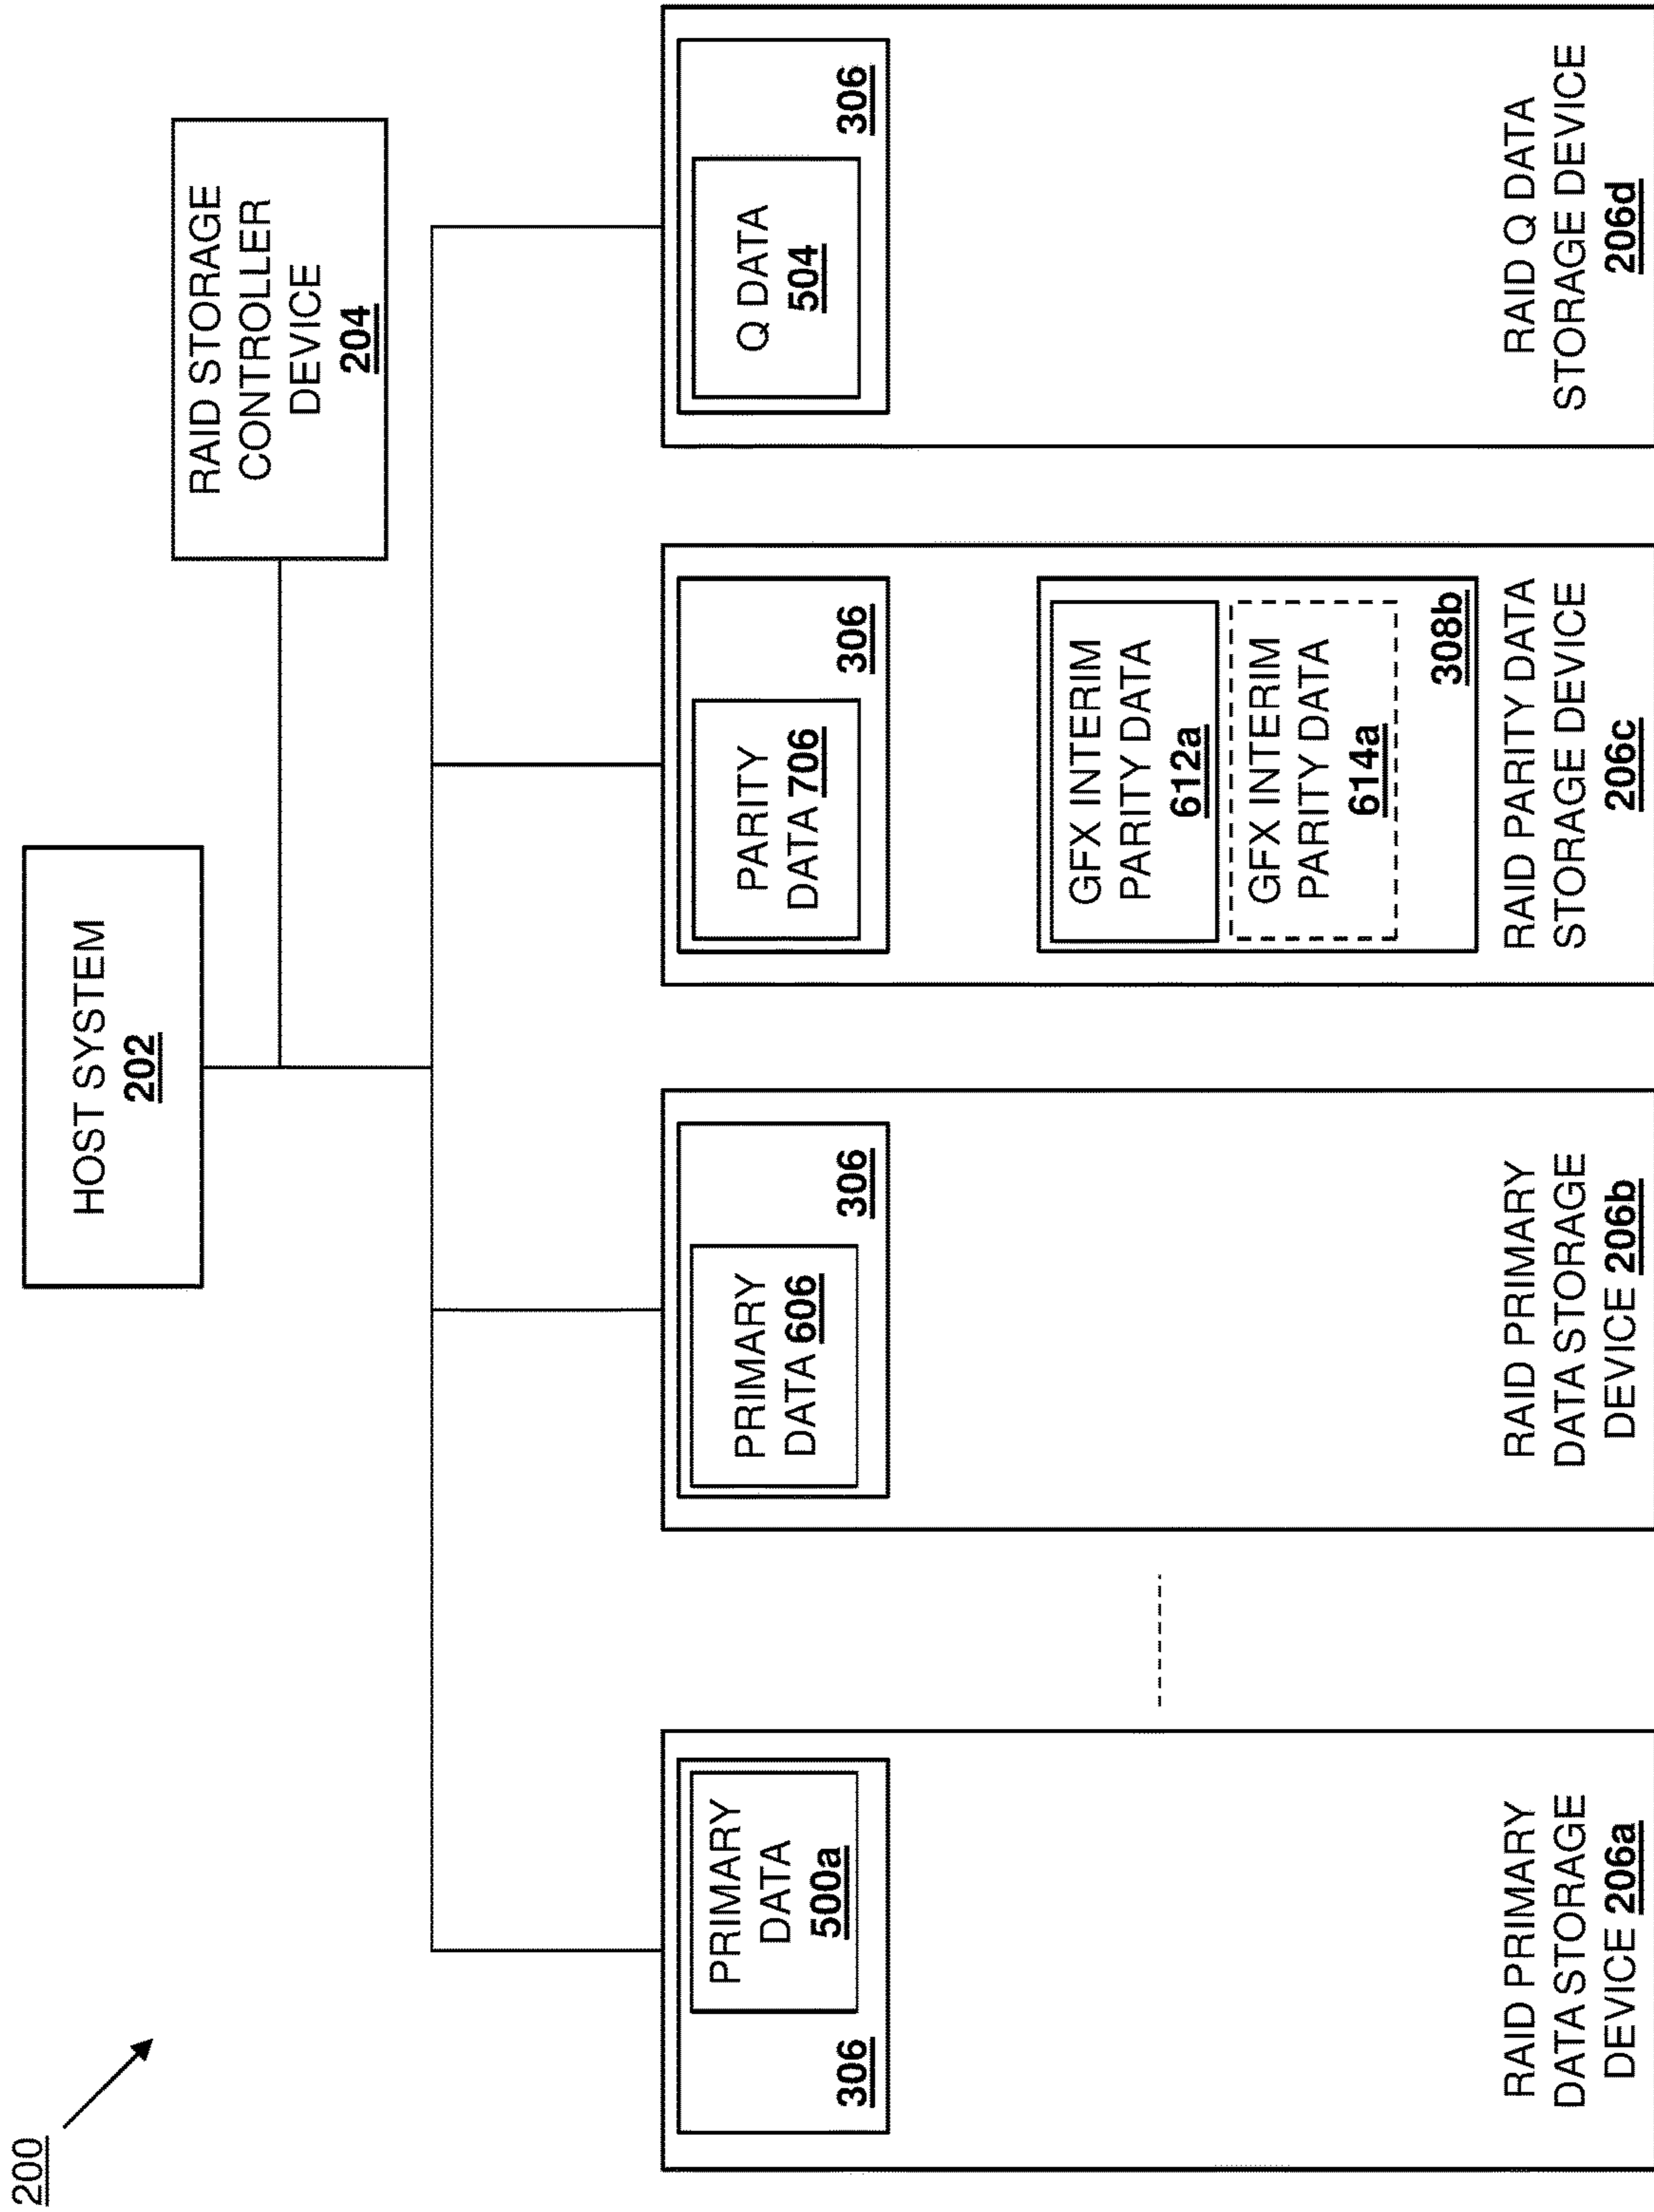 200
HOST SYSTEM
202
RAID STORAGE
CONTROLLER
DEVICE
204
PRIMARY
DATA
500a
306
RAID PRIMARY
DATA STORAGE
DEVICE 206a
PRIMARY
DATA 606
306
RAID PRIMARY
DATA STORAGE
DEVICE 206b
PARITY
DATA 706
306
GFX INTERIM
PARITY DATA
612a
GFX INTERIM
PARITY DATA
614a
308b
RAID PARITY DATA
STORAGE DEVICE
206c
Q DATA
504
306
RAID Q DATA
STORAGE DEVICE
206d